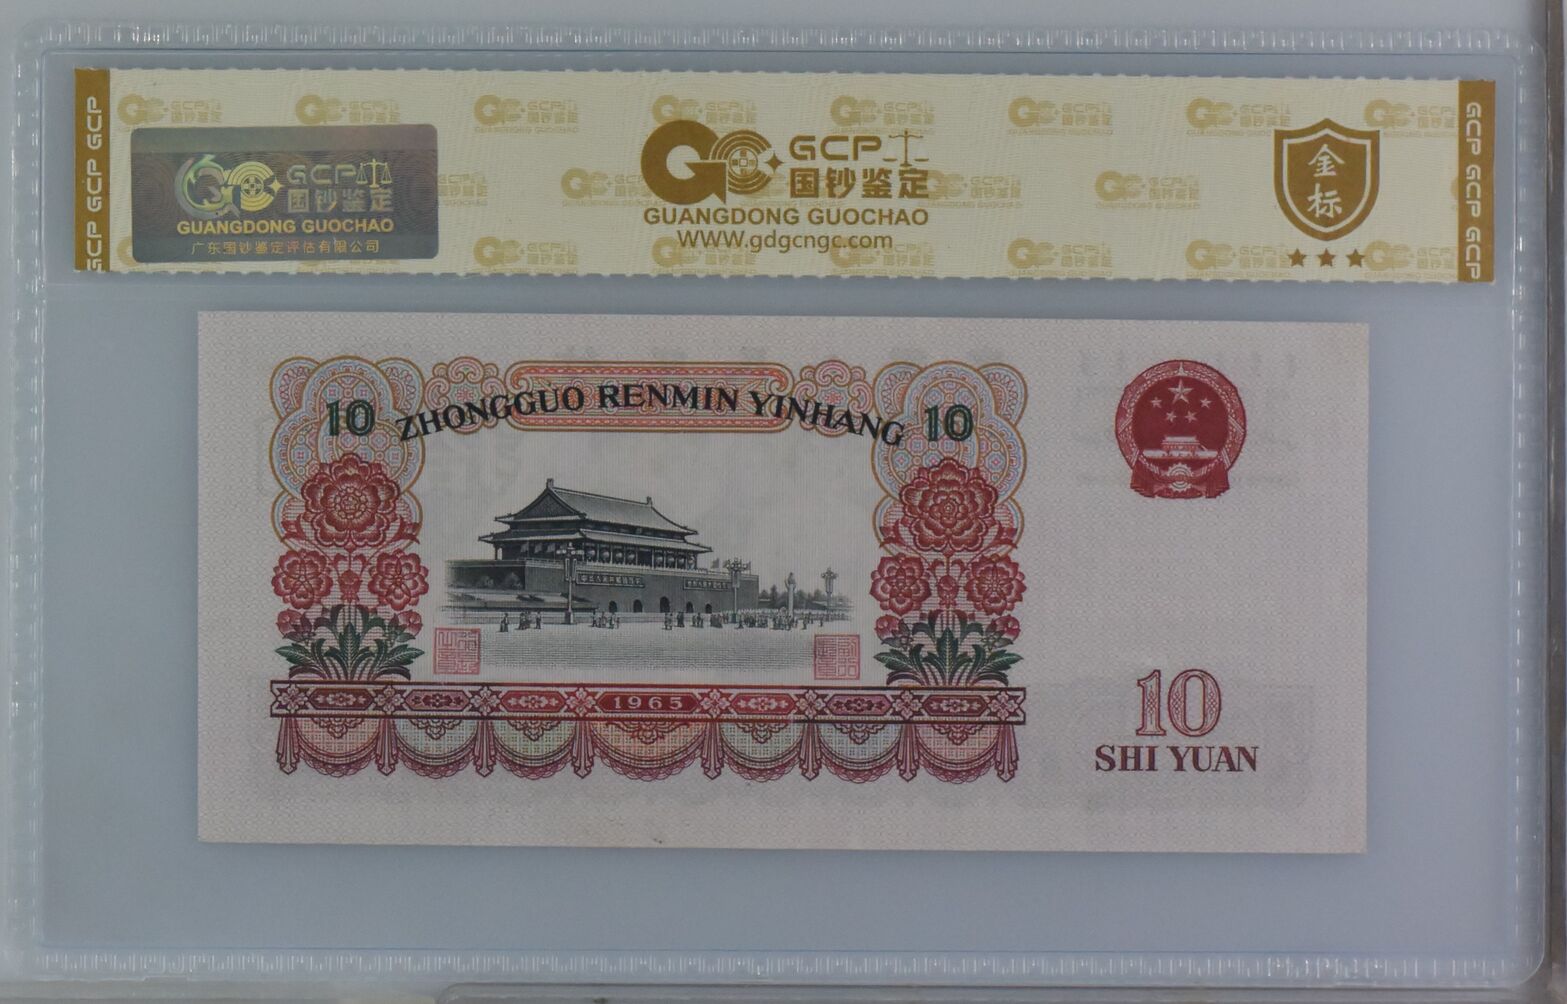 GCP GCP GCP
GCP
国钞鉴定
GUANGDONG GUOCHAO
广东国钞鉴定评估有限公司
GCP
国钞鉴定
GUANGDONG GUOCHAO
WWW.gdgcngc.com
金
标
GCP GCP GCP
10 ZHONGGUO RENMIN YINHANG 10
1965
10
SHI YUAN